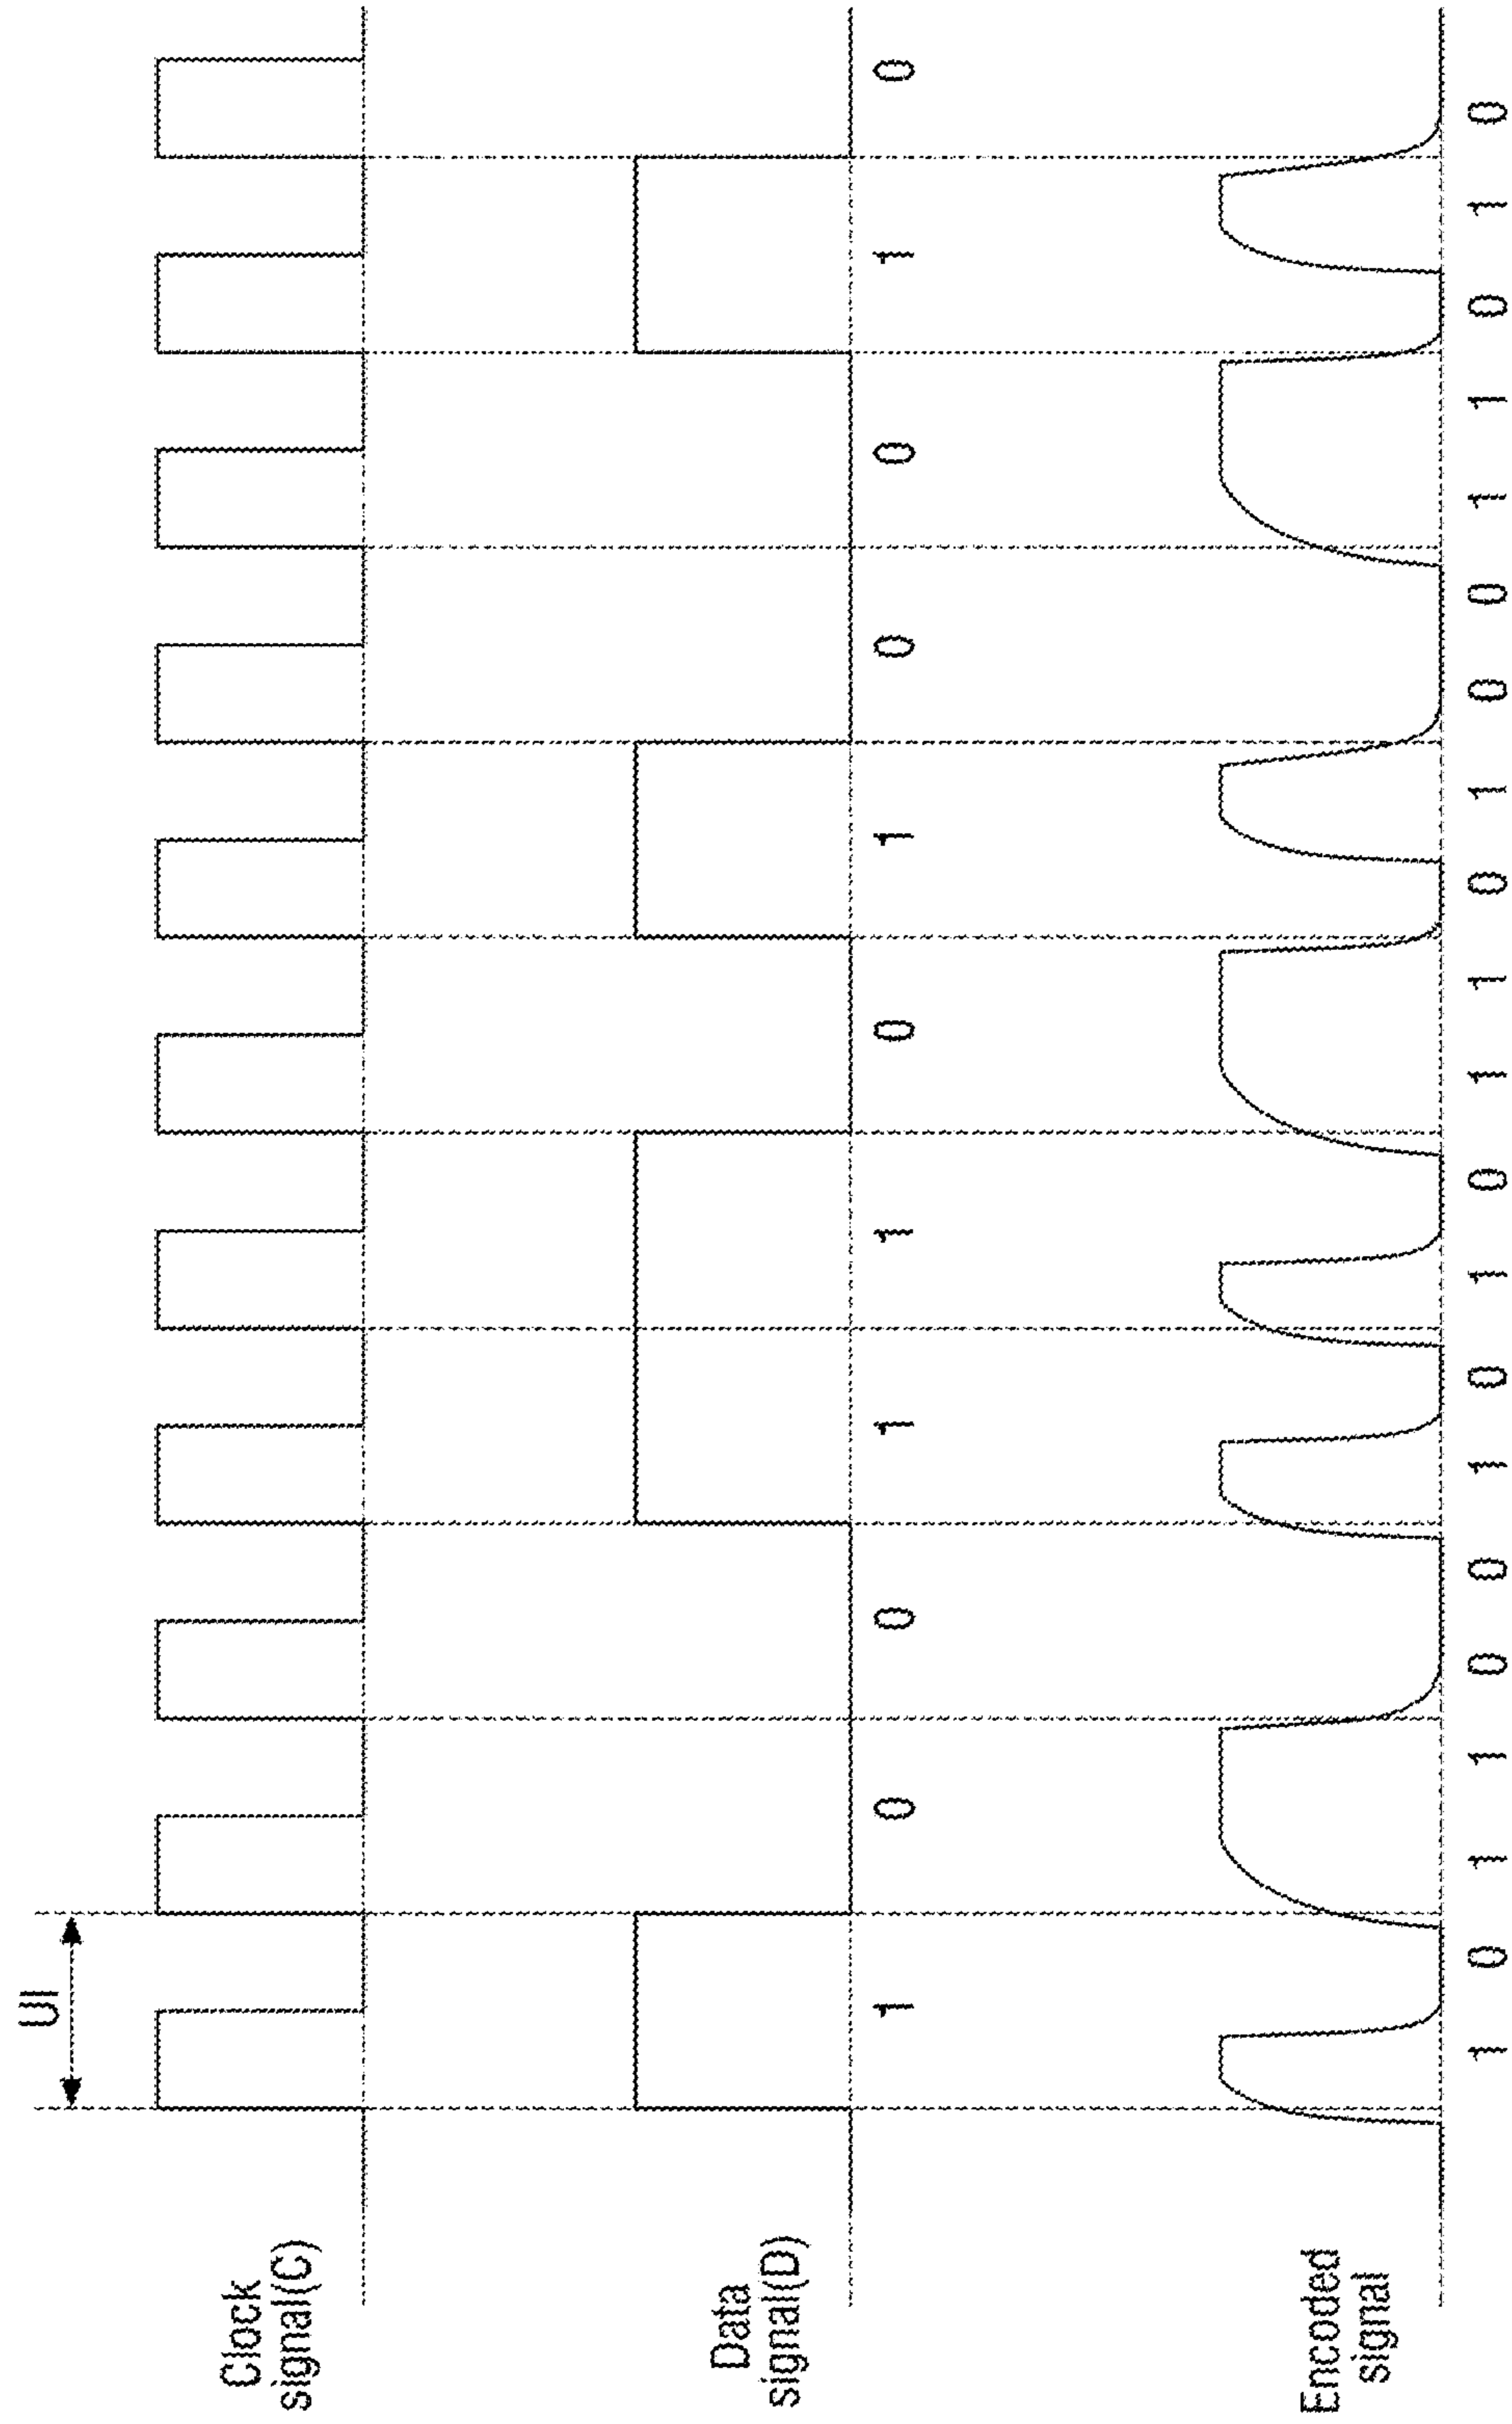 UI
Clock
signal(C)
Data
signal(D)
1 0 0 1 1 0 1 0 0 1 0
Encoded
signal
1 0 1 1 0 0 1 0 1 0 1 1 0 1 0 0 1 1 0 1 0